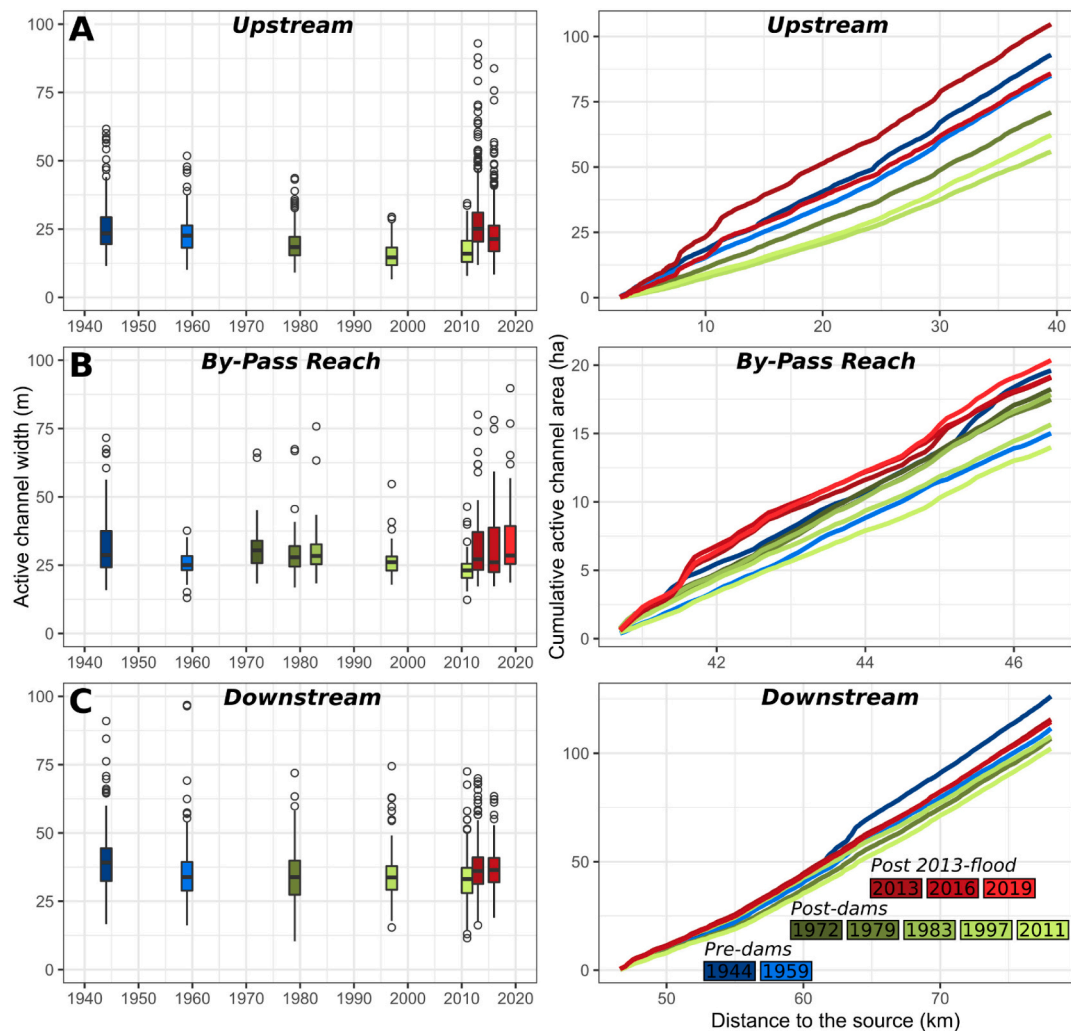 A
Upstream
100
75
50
25
0
1940 1950 1960 1970 1980 1990 2000 2010 2020
Upstream
100
75
50
25
0
10 20 30 40
B
By-Pass Reach
100
75
50
25
0
1940 1950 1960 1970 1980 1990 2000 2010 2020
Active channel width (m)
By-Pass Reach
20
15
10
5
0
42 44 46
Cumulative active channel area (ha)
C
Downstream
100
75
50
25
0
1940 1950 1960 1970 1980 1990 2000 2010 2020
Downstream
100
50
0
50 60 70
Distance to the source (km)
Post 2013-flood
2013 2016 2019
Post-dams
1972 1979 1983 1997 2011
Pre-dams
1944 1959